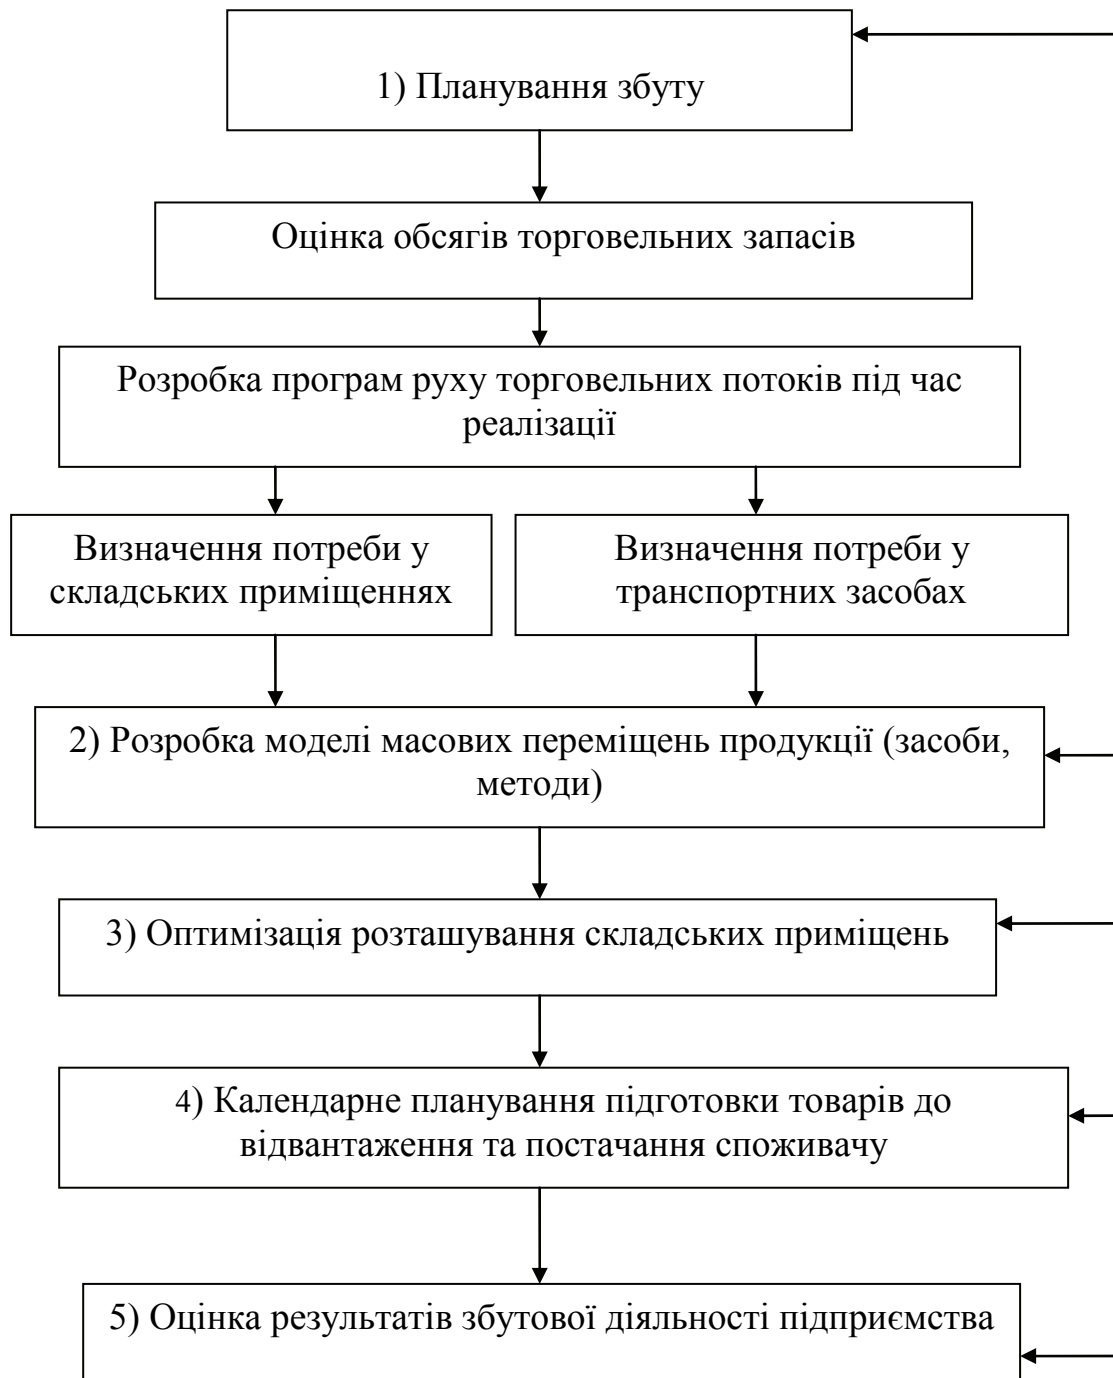 1) Планування збуту
Оцінка обсягів торговельних запасів
Розробка програм руху торговельних потоків під час
реалізації
Визначення потреби у
складських приміщеннях
Визначення потреби у
транспортних засобах
2) Розробка моделі масових переміщень продукції (засоби,
методи)
3) Оптимізація розташування складських приміщень
4) Календарне планування підготовки товарів до
відвантаження та постачання споживачу
5) Оцінка результатів збутової діяльності підприємства